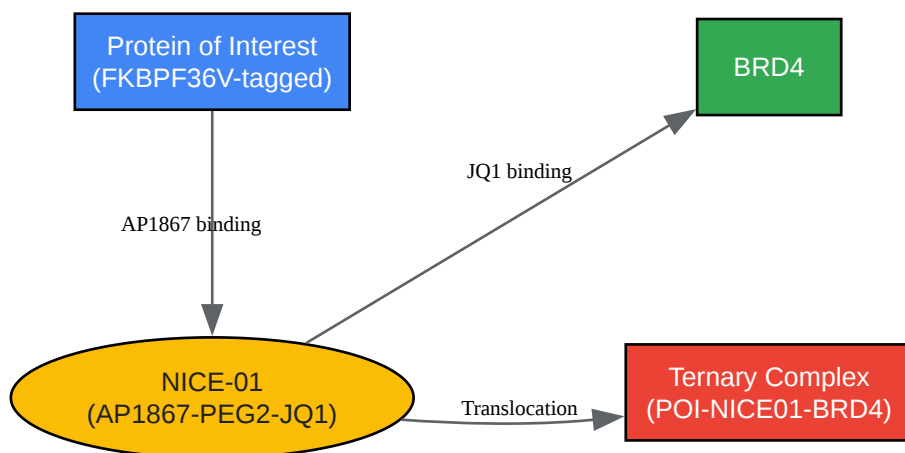 Protein of Interest
(FKBPF36V-tagged)
BRD4
JQ1 binding
AP1867 binding
NICE-01
(AP1867-PEG2-JQ1)
Translocation
Ternary Complex
(POI-NICE01-BRD4)